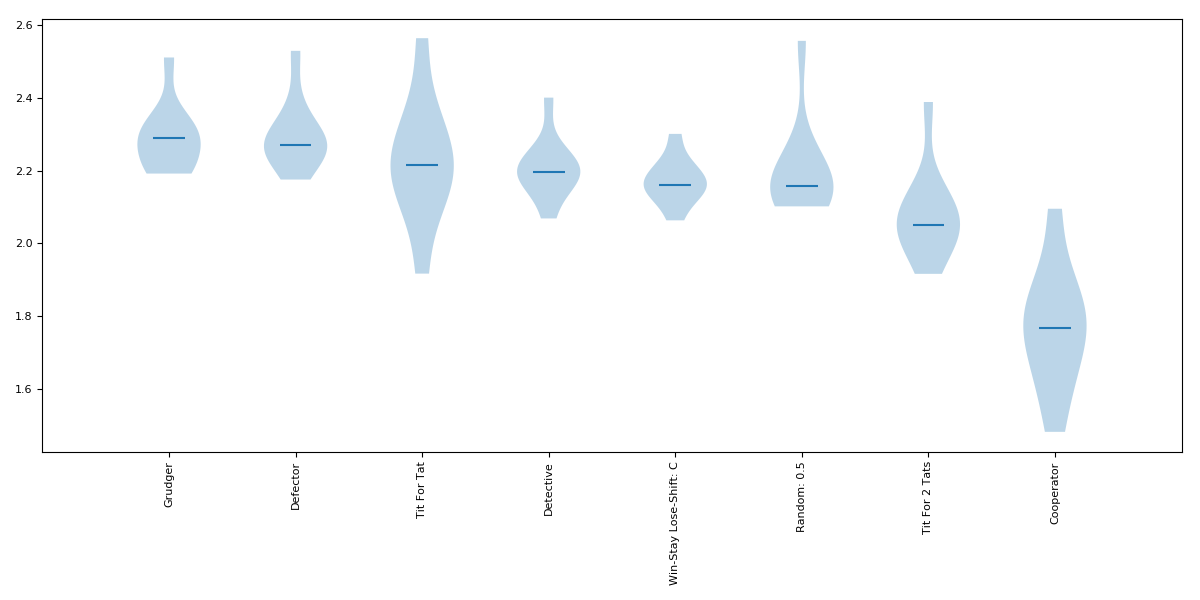 2.6
2.4
2.2
2.0
1.8
1.6
Grudger
Defector
Tit For Tat
Detective
Win-Stay Lose-Shift: C
Random: 0.5
Tit For 2 Tats
Cooperator